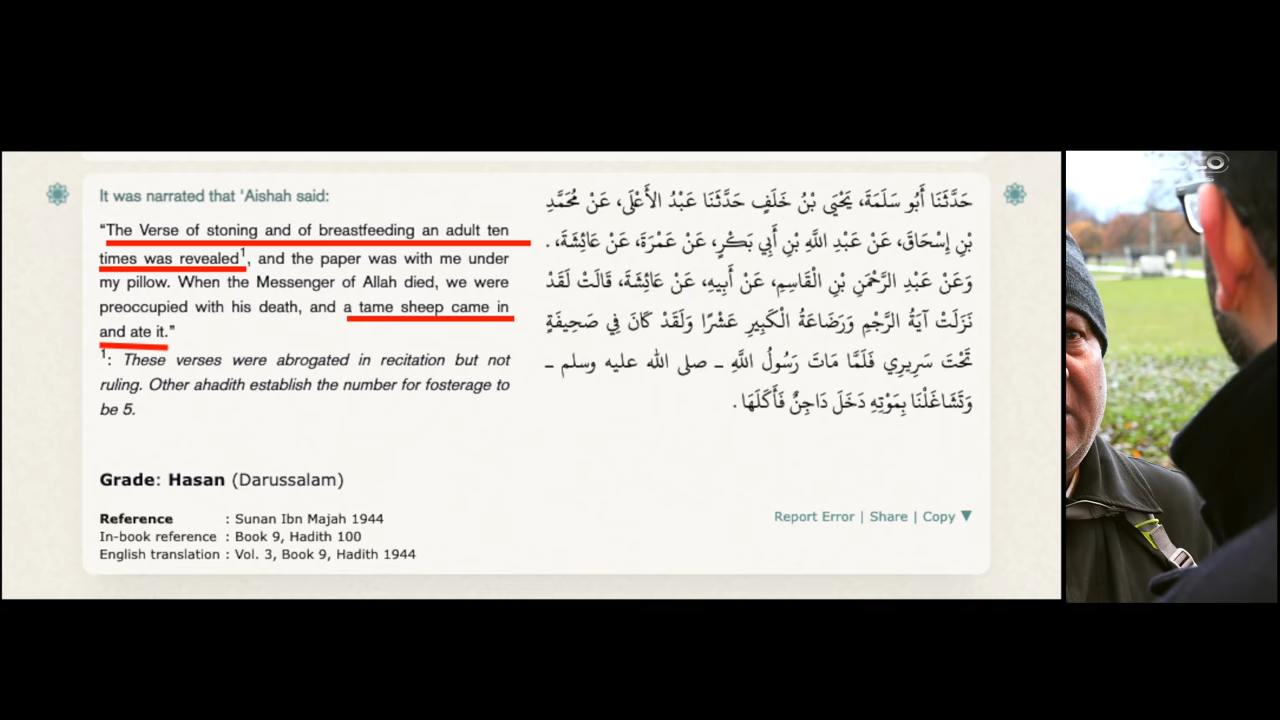 It was narrated that 'Aishah said:
"The Verse of stoning and of breastfeeding an adult ten
times was revealed¹, and the paper was with me under
my pillow. When the Messenger of Allah died, we were
preoccupied with his death, and a tame sheep came in
and ate it."
¹: These verses were abrogated in recitation but not
ruling. Other ahadith establish the number for fosterage to
be 5.
حَدَّثَنَا أَبُو سَلَمَةَ، يَحْيَى بْنُ خَلَفٍ حَدَّثَنَا عَبْدُ الأَعْلَى، عَنْ مُحَمَّدِ
بْنِ إِسْحَاقَ، عَنْ عَبْدِ اللَّهِ بْنِ أَبِي بَكْرٍ، عَنْ عَمْرَةَ، عَنْ عَائِشَةَ، .
وَعَنْ عَبْدِ الرَّحْمَنِ بْنِ الْقَاسِمِ، عَنْ أَبِيهِ، عَنْ عَائِشَةَ، قَالَتْ لَقَدْ
نَزَلَتْ آيَةُ الرَّجْمِ وَرَضَاعَةُ الْكَبِيرِ عَشْرًا وَلَقَدْ كَانَ فِي صَحِيفَةٍ
تَحْتَ سَرِيرِي فَلَمَّا مَاتَ رَسُولُ اللَّهِ ـ صلى الله عليه وسلم ـ
وَتَشَاغَلْنَا بِمَوْتِهِ دَخَلَ دَاجِنٌ فَأَكَلَهَا .
Grade: Hasan (Darussalam)
Reference : Sunan Ibn Majah 1944
In-book reference : Book 9, Hadith 100
English translation : Vol. 3, Book 9, Hadith 1944
Report Error | Share | Copy ▼